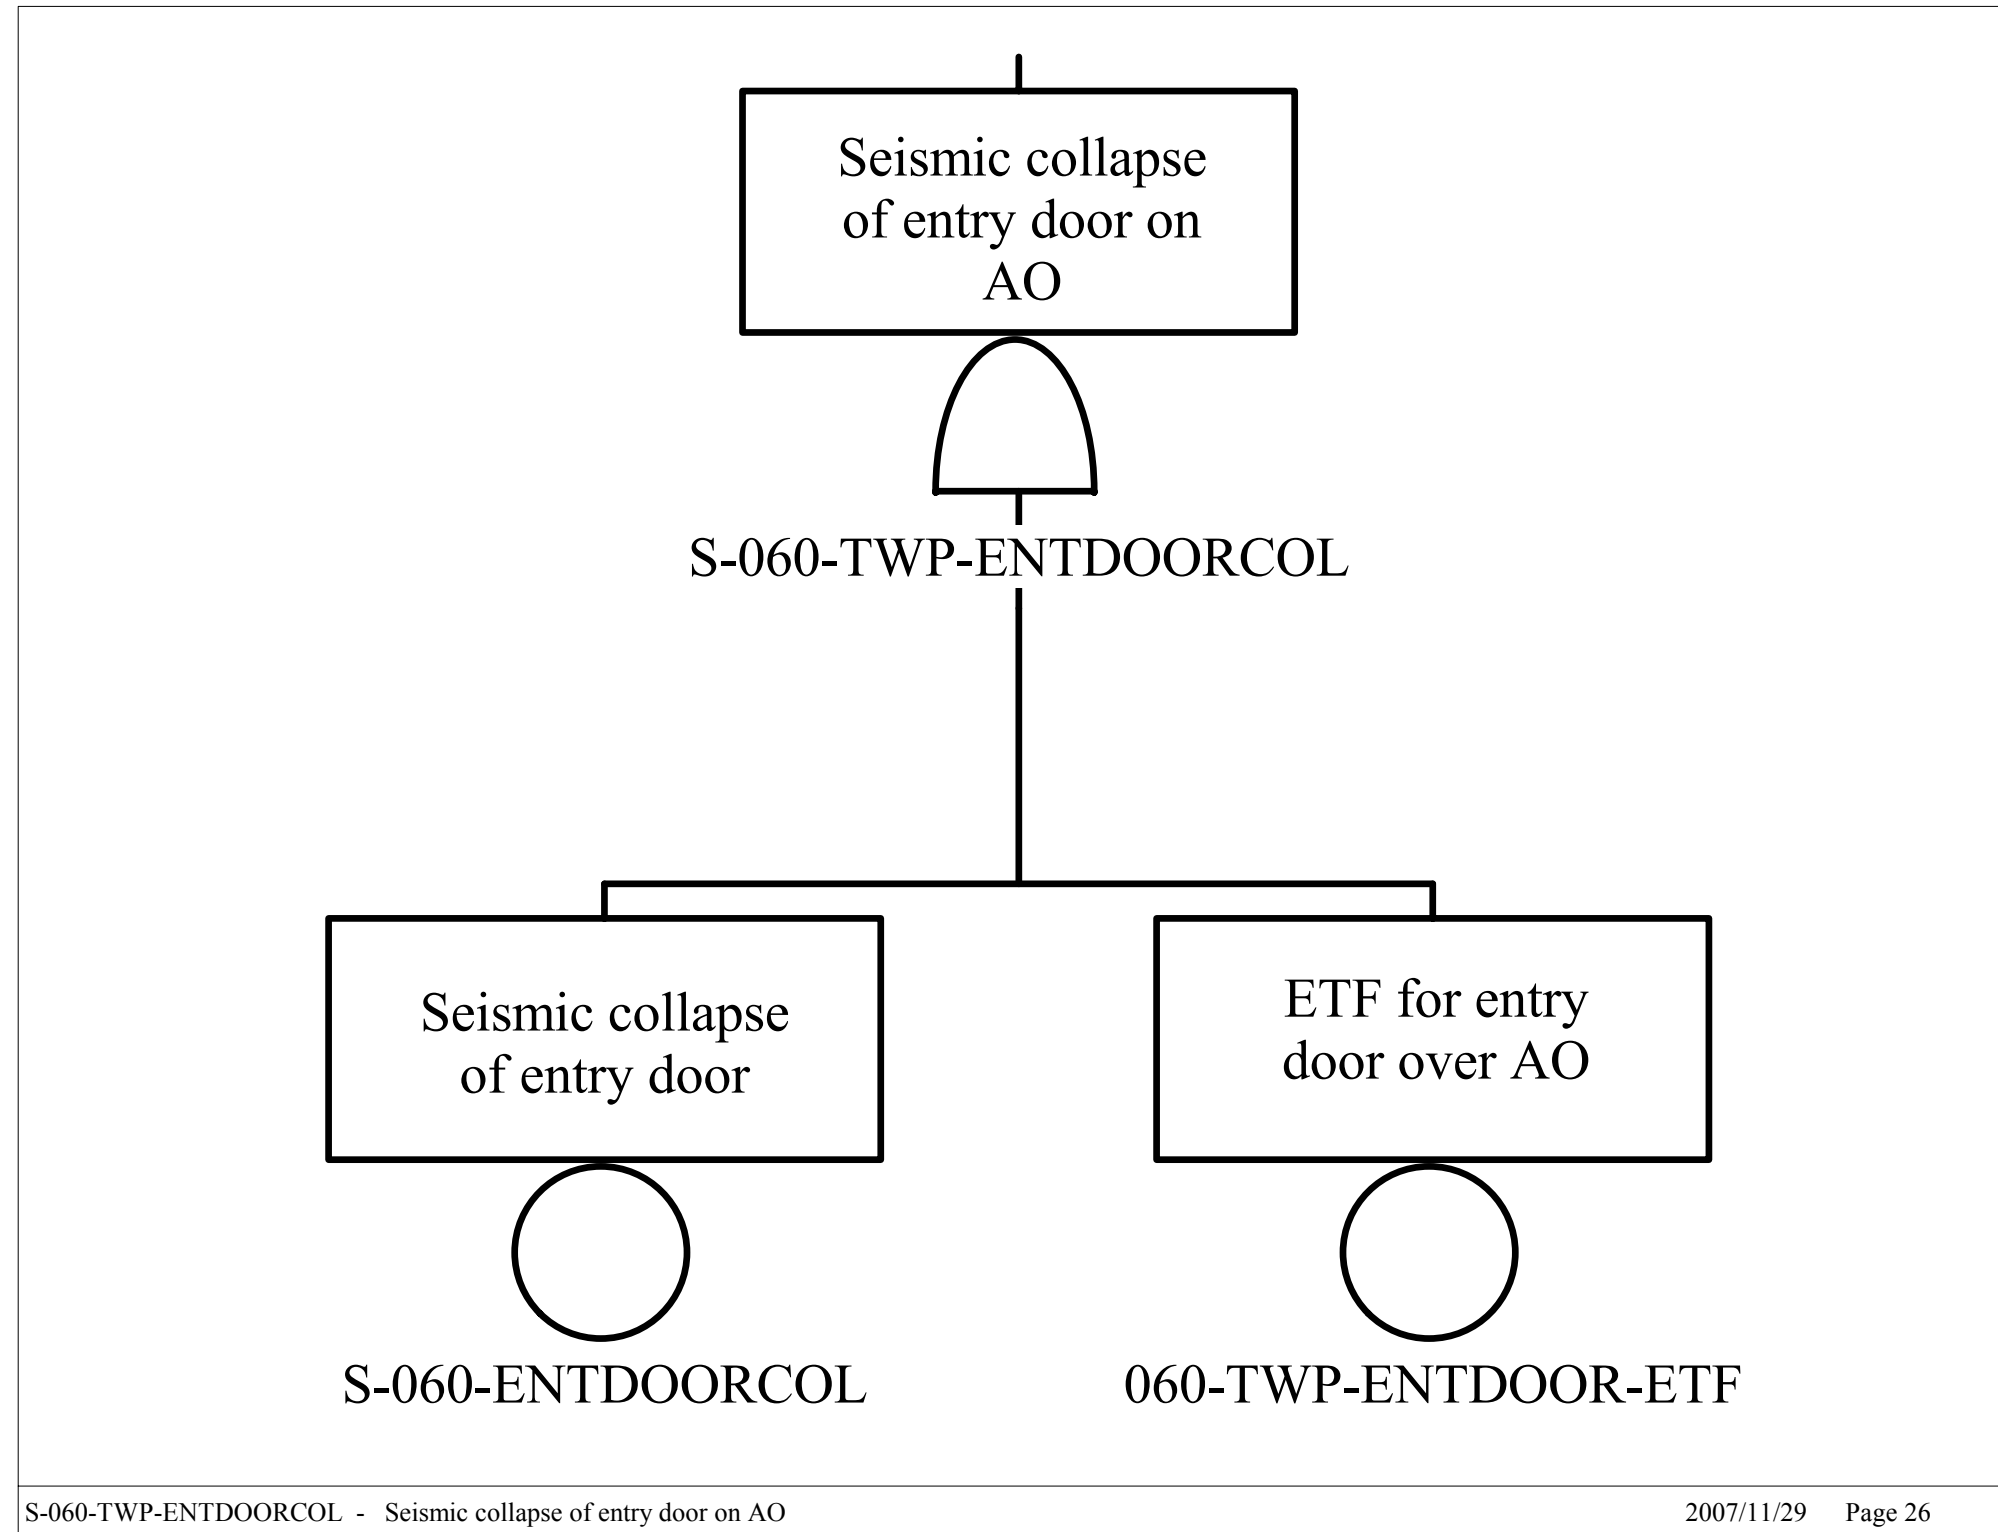 Seismic collapse
of entry door on
AO
S-060-TWP-ENTDOORCOL
Seismic collapse
of entry door
S-060-ENTDOORCOL
ETF for entry
door over AO
060-TWP-ENTDOOR-ETF
S-060-TWP-ENTDOORCOL - Seismic collapse of entry door on AO
2007/11/29 Page 26